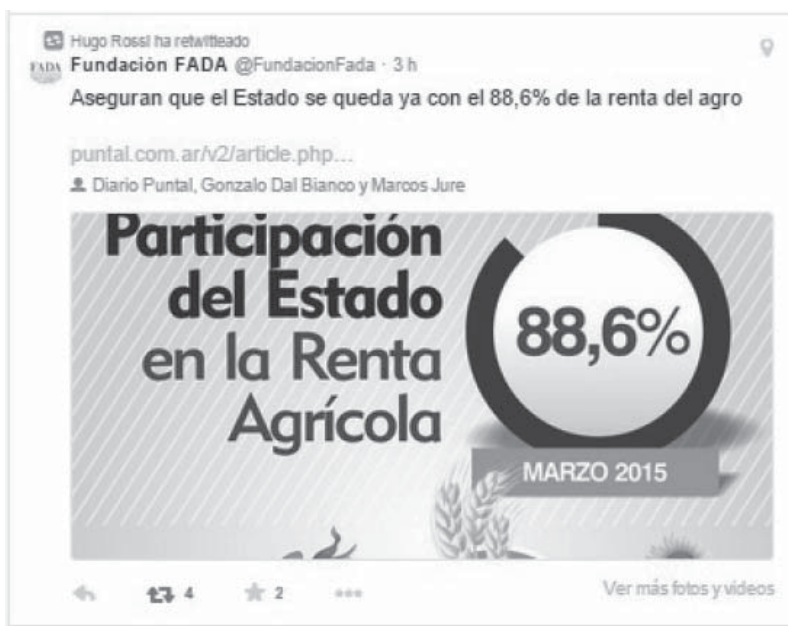 Hugo Rossi ha retwitteado
FADA Fundación FADA @FundacionFada · 3 h
Aseguran que el Estado se queda ya con el 88,6% de la renta del agro
puntal.com.ar/v2/article.php...
Diario Puntal, Gonzalo Dal Bianco y Marcos Jure
Participación
del Estado
en la Renta
Agrícola
88,6%
MARZO 2015
4 2
Ver más fotos y vídeos